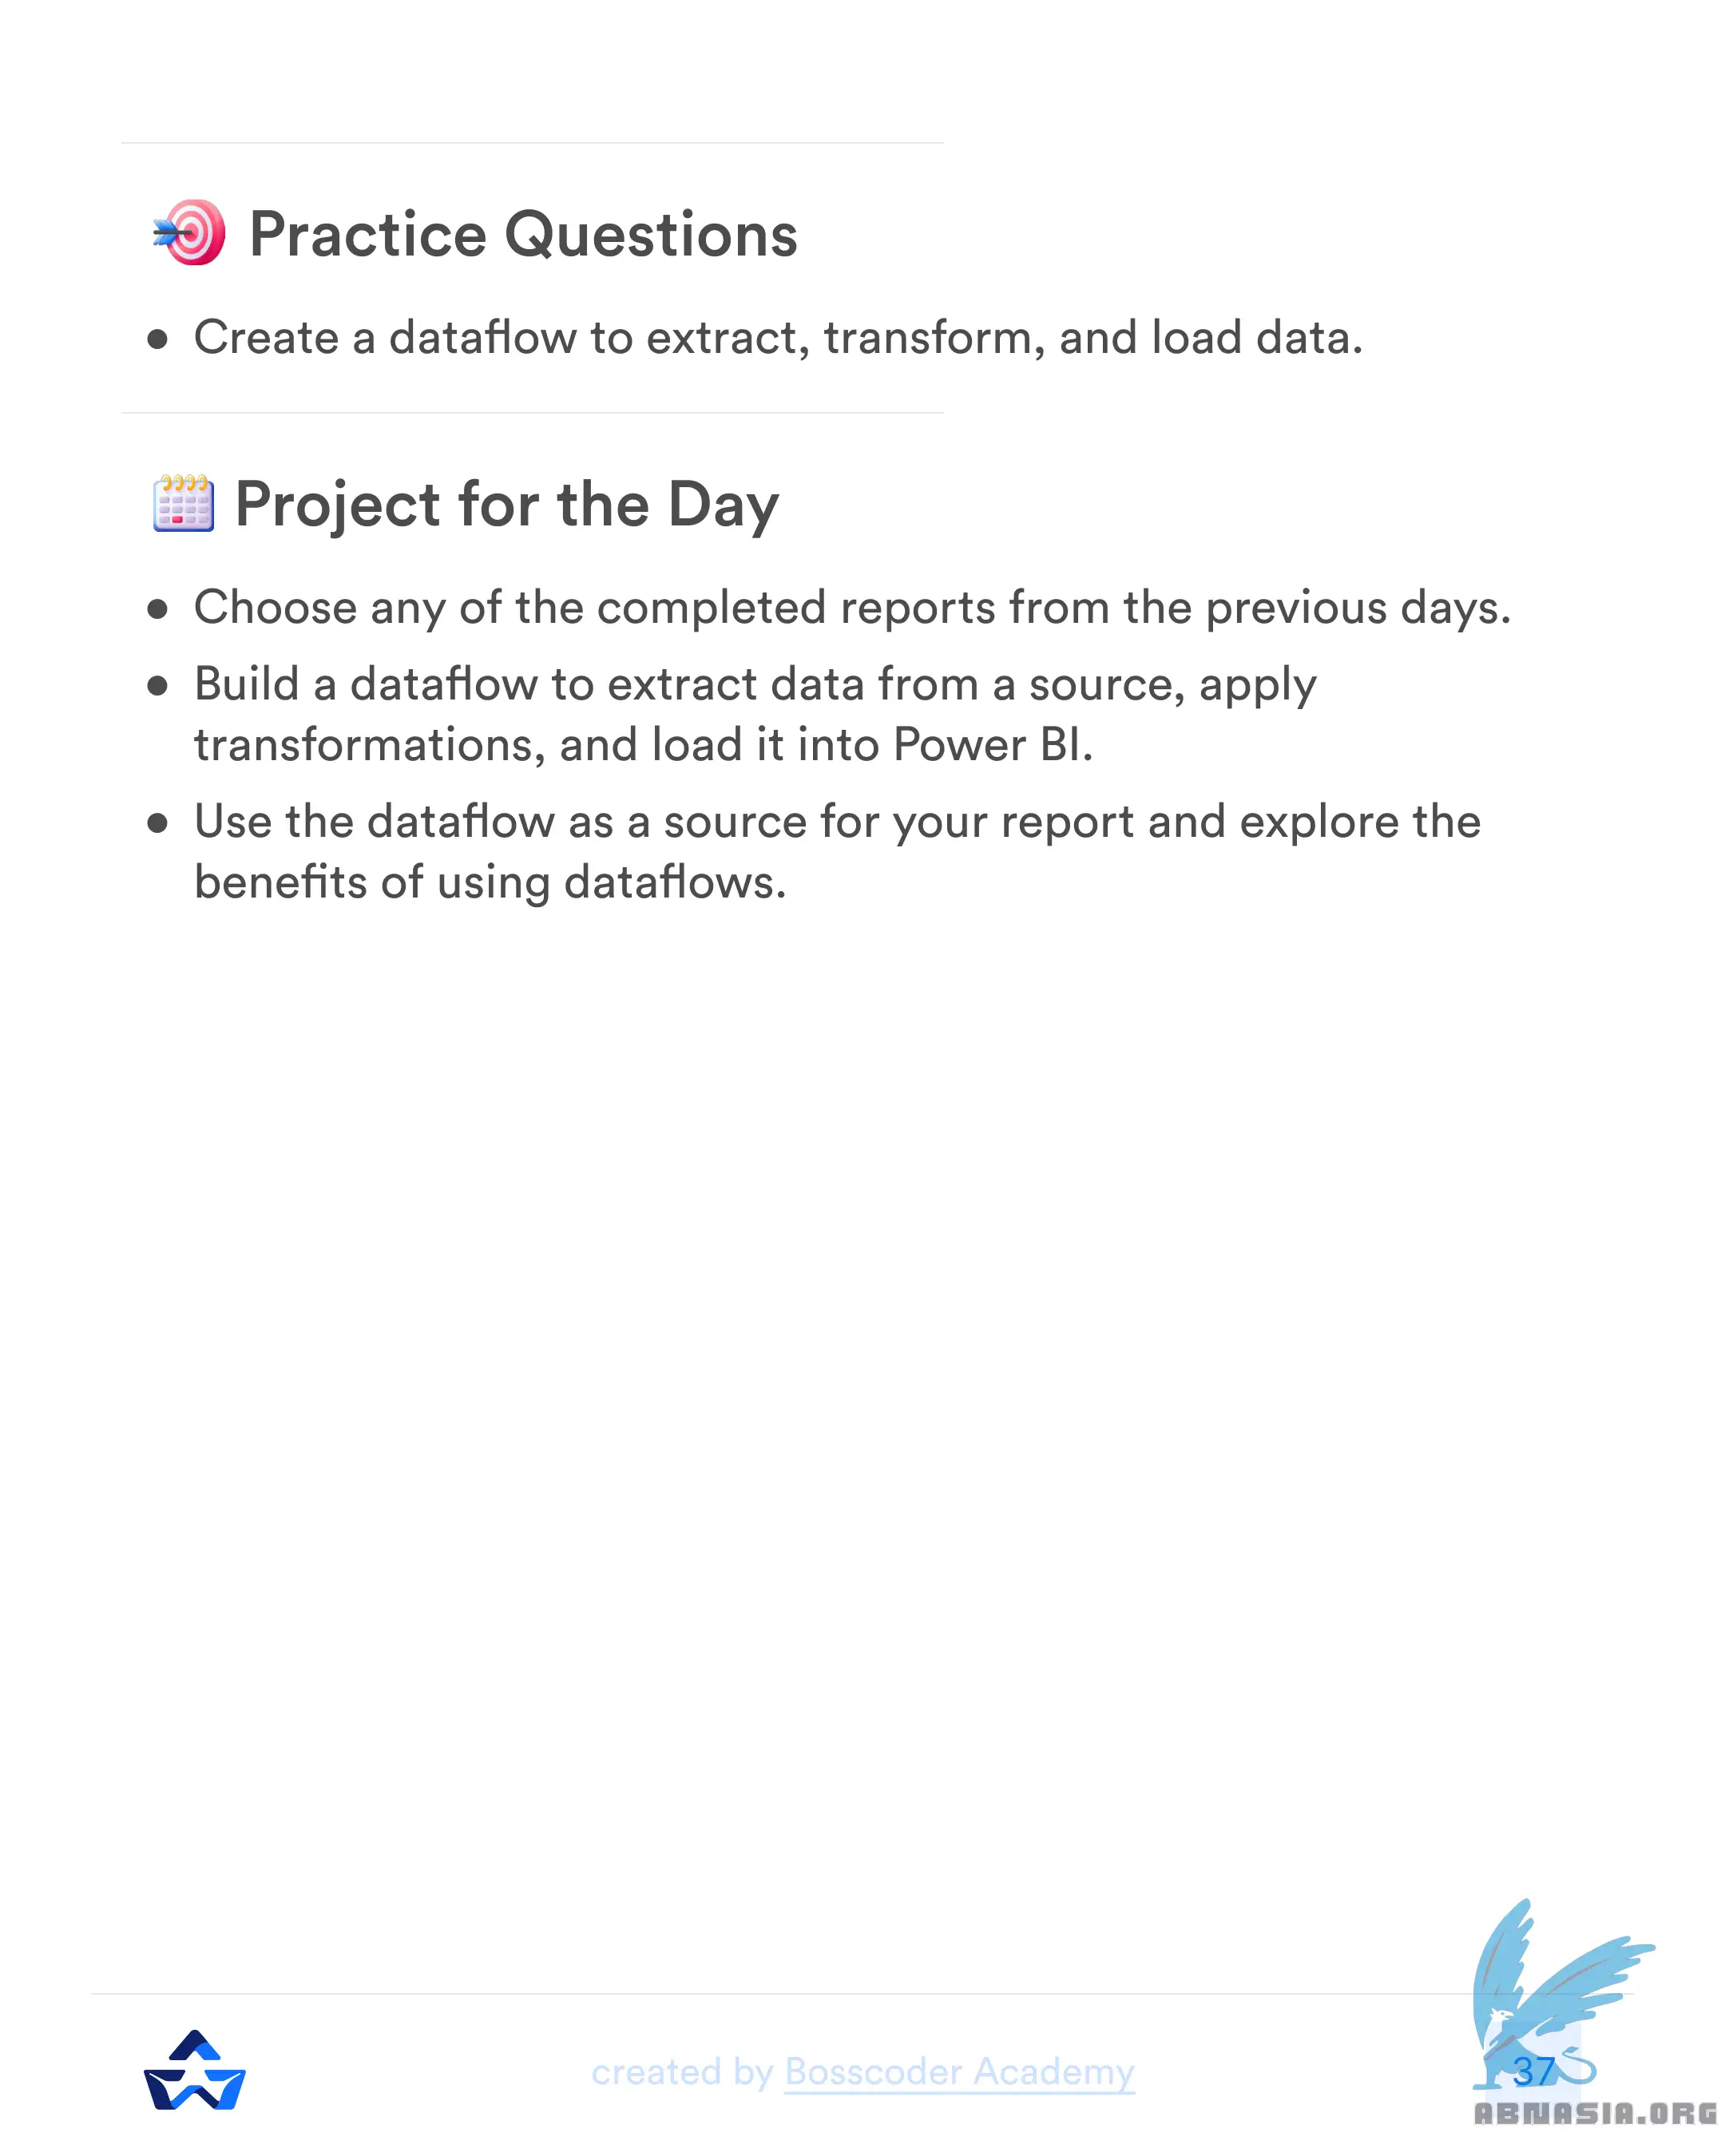 Practice Questions
● Create a dataflow to extract, transform, and load data.
Project for the Day
● Choose any of the completed reports from the previous days.
● Build a dataflow to extract data from a source, apply
transformations, and load it into Power BI.
● Use the dataflow as a source for your report and explore the
benefits of using dataflows.
created by Bosscoder Academy
37
ABNASIA.ORG